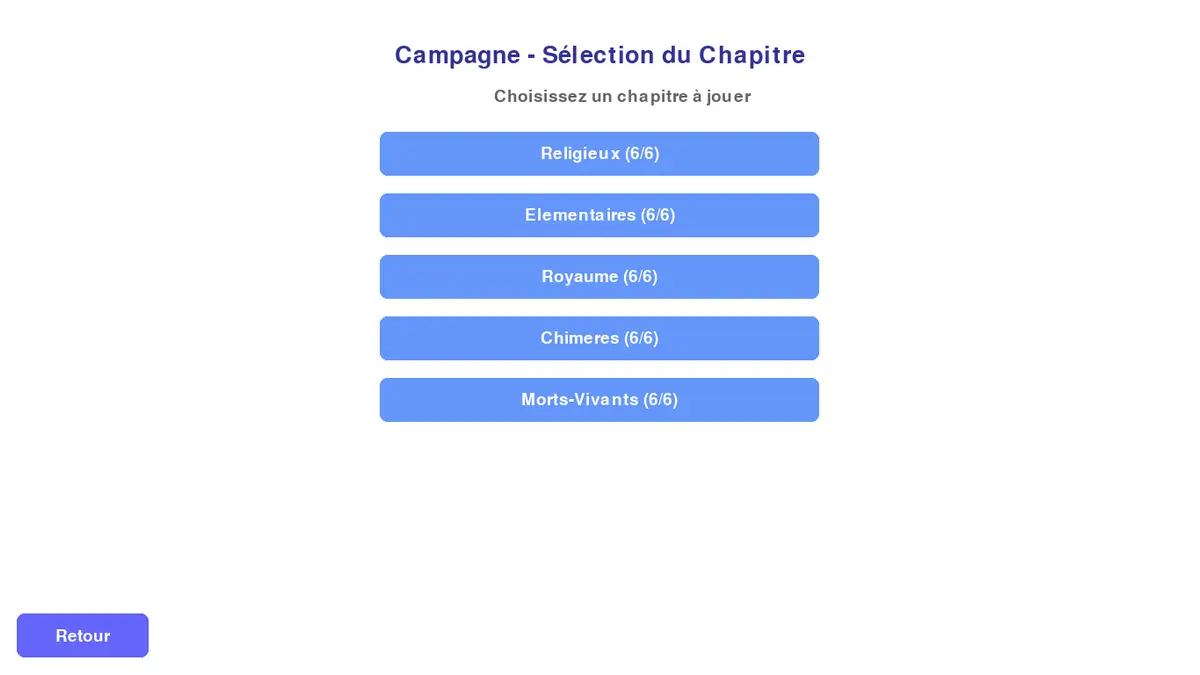 Campagne - Sélection du Chapitre
Choisissez un chapitre à jouer
Religieux (6/6)
Elementaires (6/6)
Royaume (6/6)
Chimeres (6/6)
Morts-Vivants (6/6)
Retour